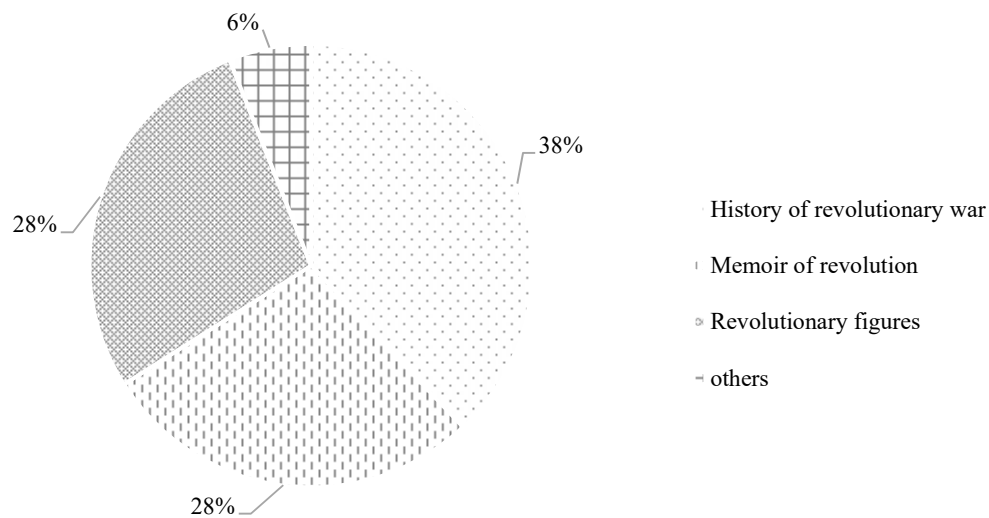 6%
38%
28%
28%
History of revolutionary war
Memoir of revolution
Revolutionary figures
others